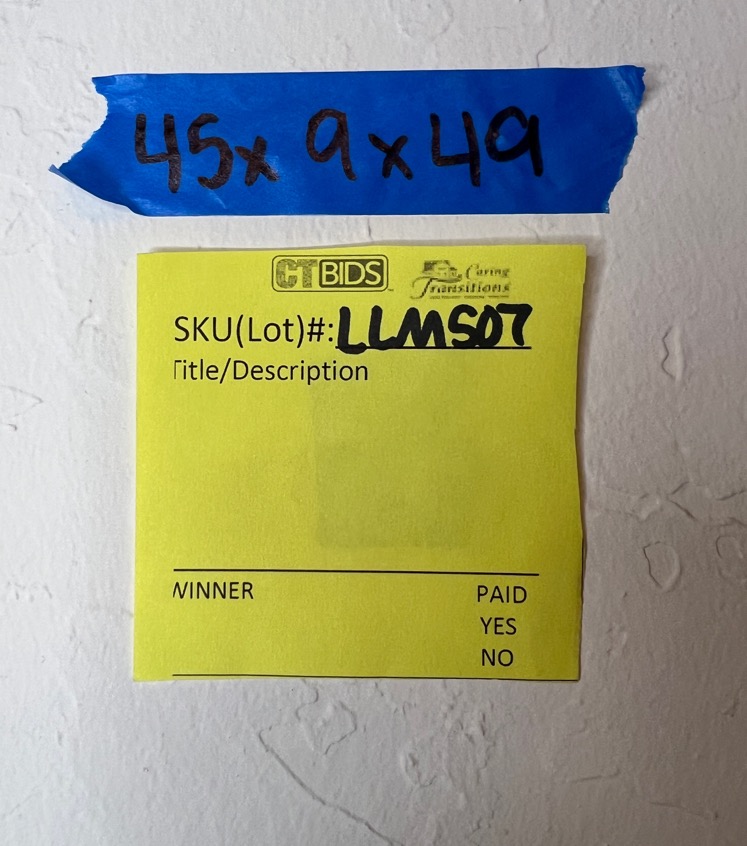 45x 9x49
CTBIDS Caring Transitions
SKU(Lot)#:LLMS07
Title/Description
WINNER PAID
YES
NO